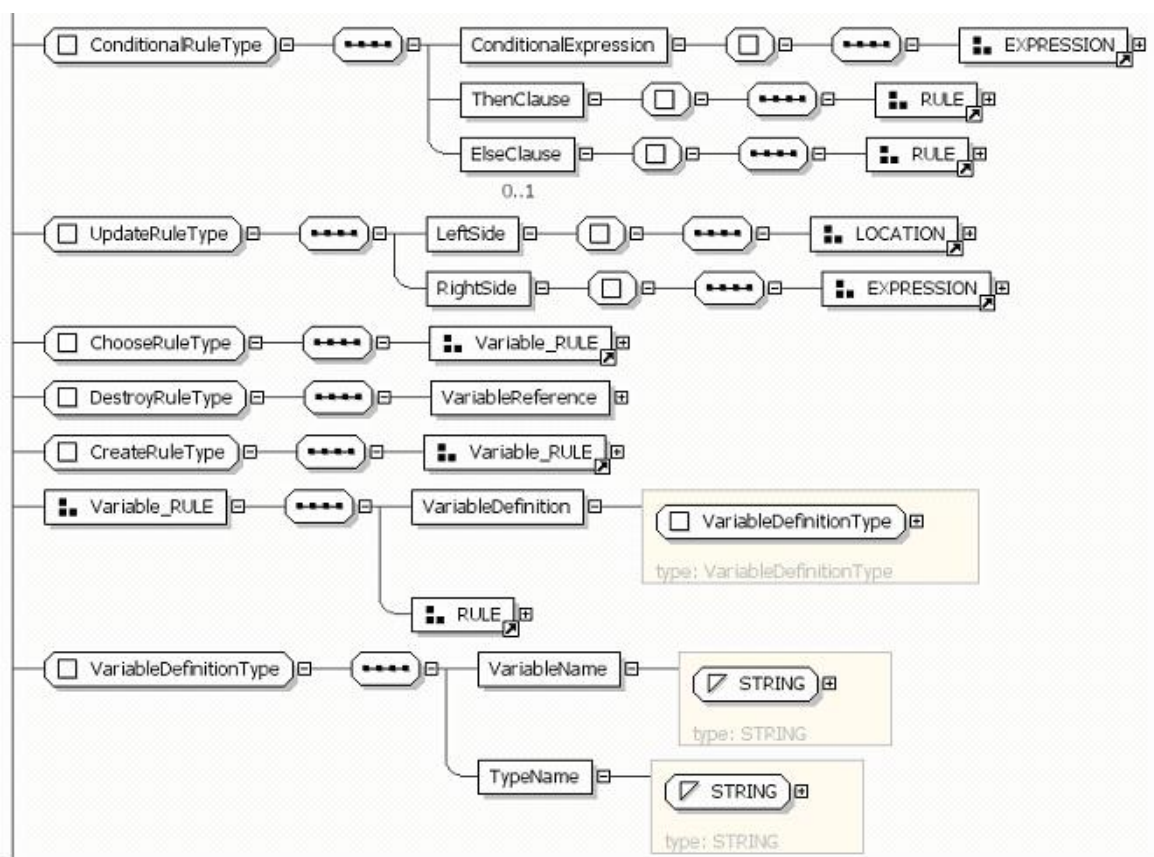 ConditionalRuleType ConditionalExpression EXPRESSION
ThenClause RULE
ElseClause RULE
0..1
UpdateRuleType LeftSide LOCATION
RightSide EXPRESSION
ChooseRuleType Variable_RULE
DestroyRuleType VariableReference
CreateRuleType Variable_RULE
Variable_RULE VariableDefinition
VariableDefinitionType
type: VariableDefinitionType
RULE
VariableDefinitionType VariableName
STRING
type: STRING
TypeName
STRING
type: STRING